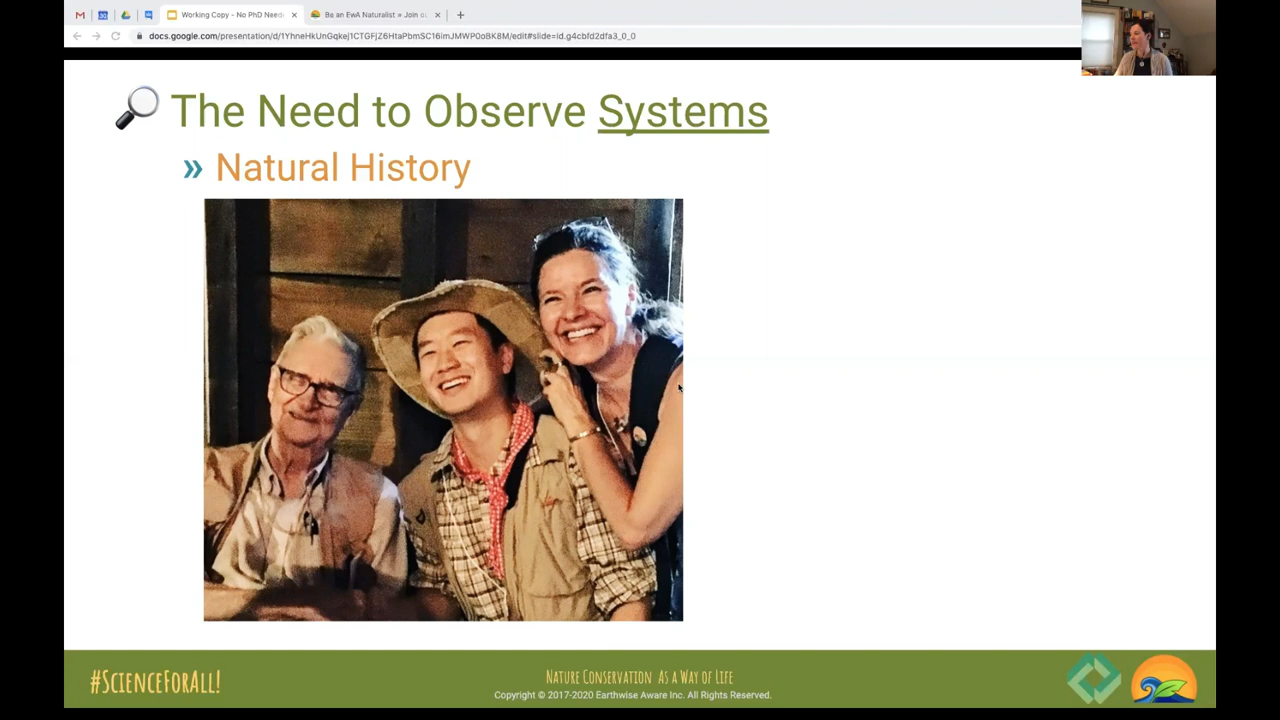 Working Copy - No PhD Need
Be an EwA Naturalist » Join o
docs.google.com/presentation/d/1YhneHkUnGqkej1CTGFjZ6HtaPbmSC16imJMWP0oBK8M/edit#slide=id.g4cbfd2dfa3_0_0
The Need to Observe Systems
» Natural History
#ScienceForAll!
Nature Conservation As a Way of Life
Copyright © 2017-2020 Earthwise Aware Inc. All Rights Reserved.